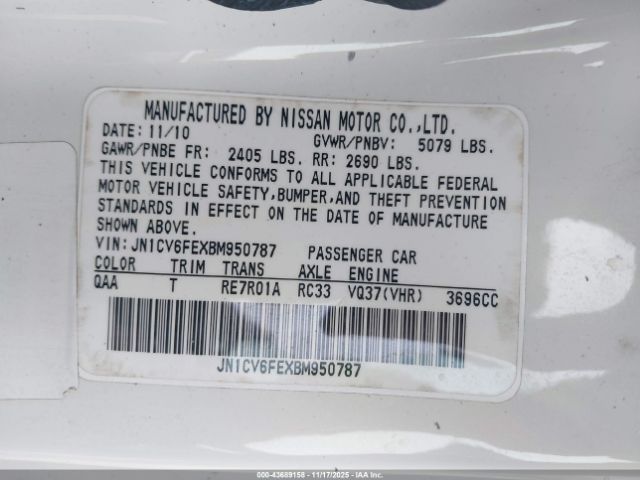 MANUFACTURED BY NISSAN MOTOR CO.,LTD.
DATE: 11/10 GVWR/PNBV: 5079 LBS.
GAWR/PNBE FR: 2405 LBS. RR: 2690 LBS.
THIS VEHICLE CONFORMS TO ALL APPLICABLE FEDERAL
MOTOR VEHICLE SAFETY,BUMPER,AND THEFT PREVENTION
STANDARDS IN EFFECT ON THE DATE OF MANUFACTURE
SHOWN ABOVE.
VIN: JN1CV6FEXBM950787 PASSENGER CAR
COLOR TRIM TRANS AXLE ENGINE
QAA T RE7R01A RC33 VQ37(VHR) 3696CC
JN1CV6FEXBM950787
000-43689158 - 11/17/2025 - IAAI.COM